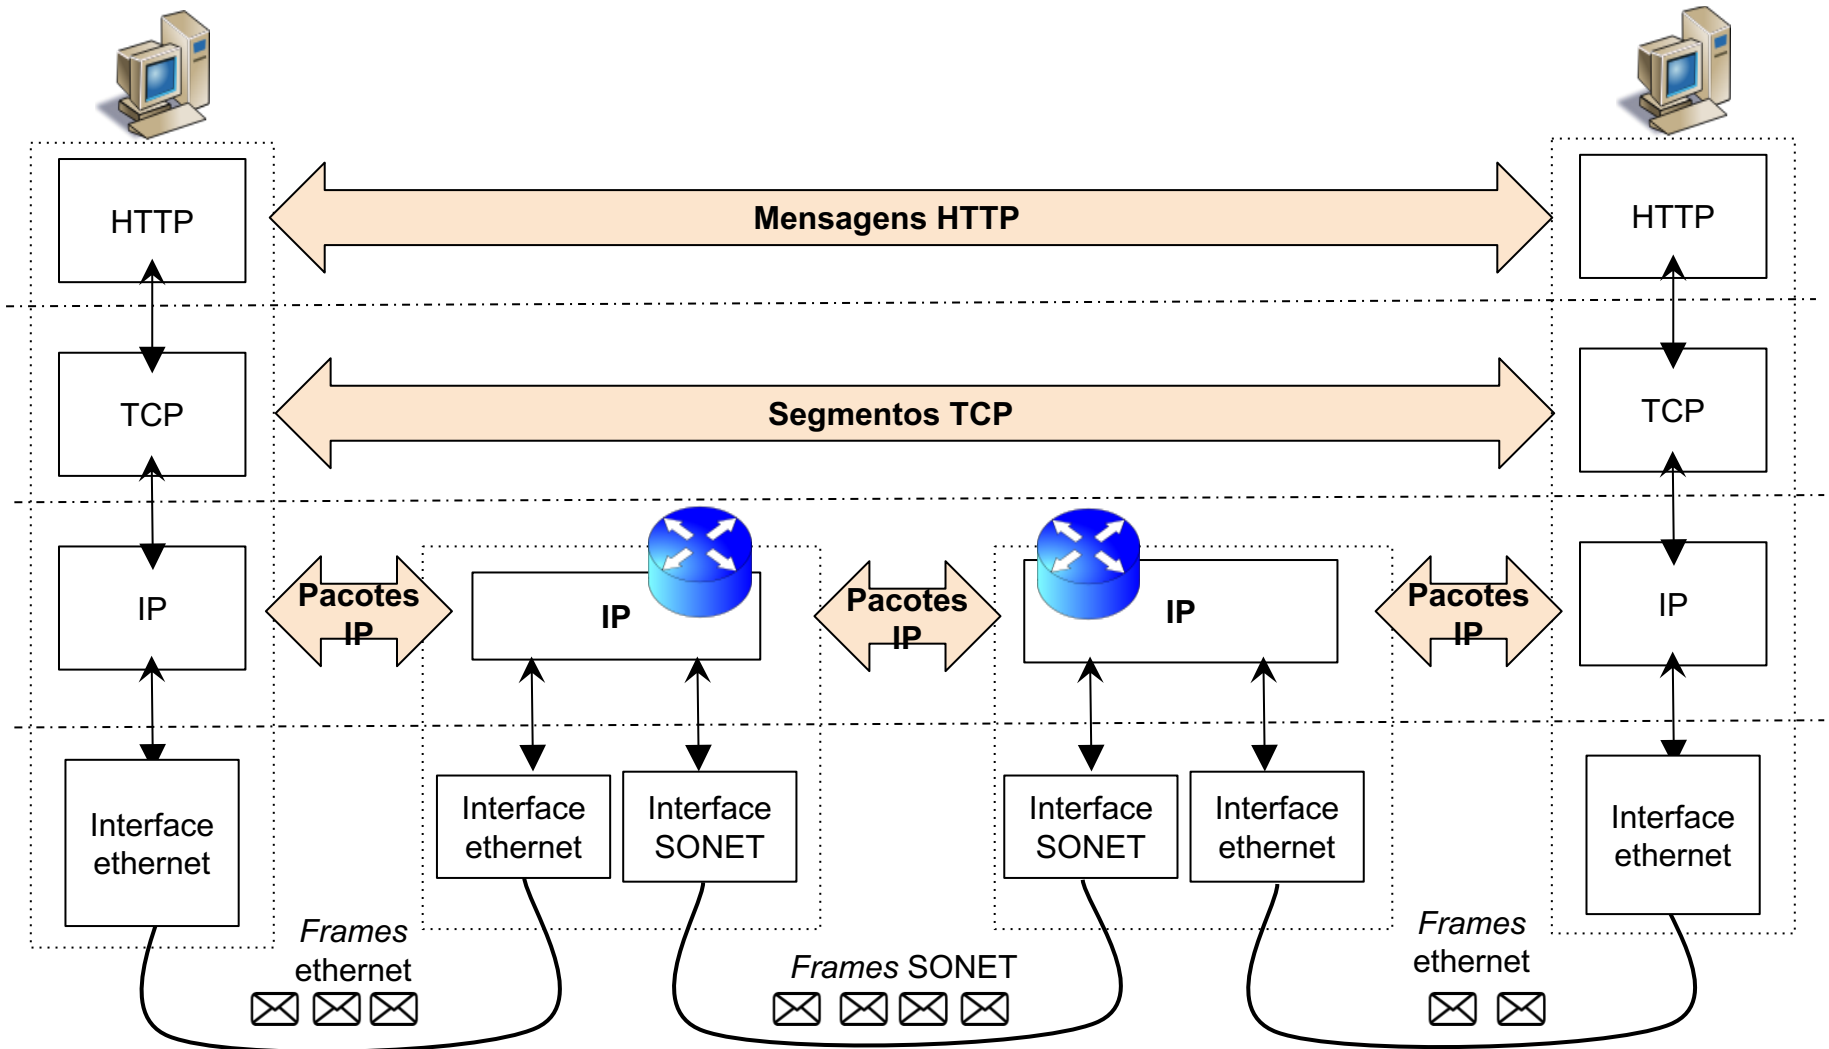 HTTP
Mensagens HTTP
HTTP
TCP
Segmentos TCP
TCP
IP
Pacotes
IP
IP
Pacotes
IP
IP
Pacotes
IP
IP
Interface
ethernet
Interface
ethernet
Interface
SONET
Interface
SONET
Interface
ethernet
Interface
ethernet
Frames
ethernet
Frames SONET
Frames
ethernet